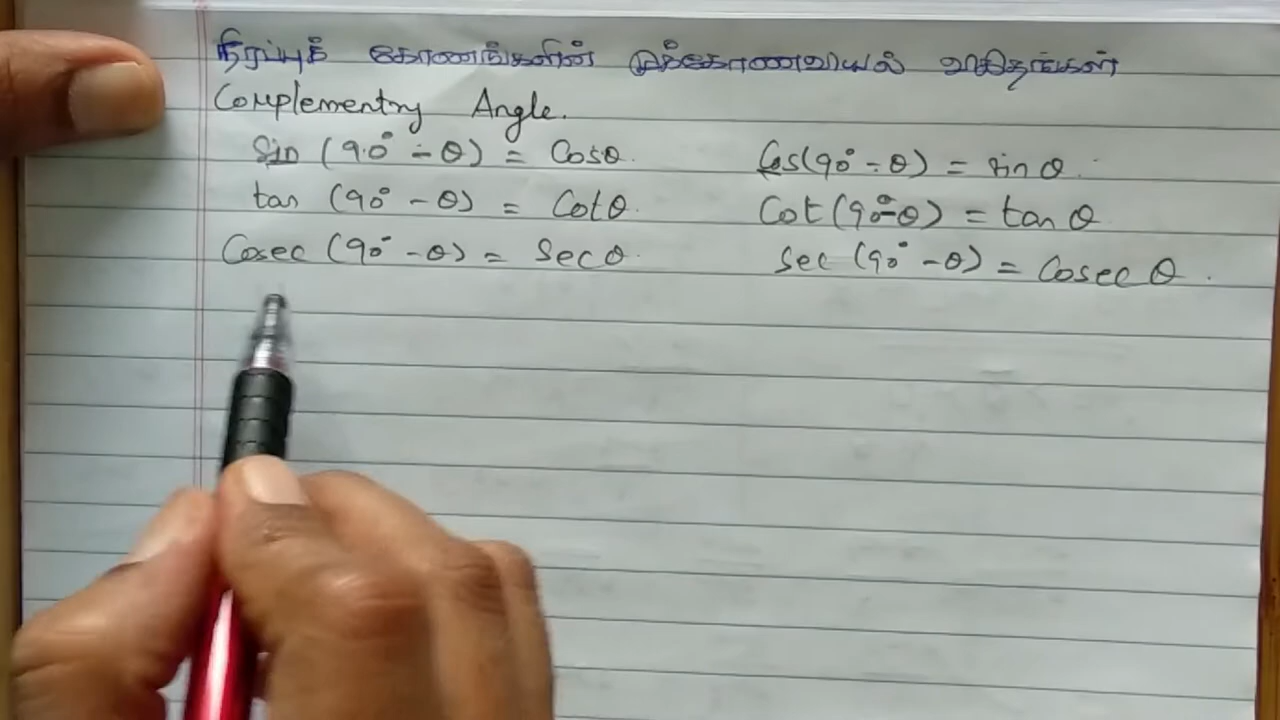 நிரப்புக் கோணங்களின் முக்கோணவியல் விகிதங்கள்
Complementry Angle.
Sin (90° - θ) = Cosθ. Cos(90° - θ) = sin θ.
tan (90° - θ) = Cotθ. Cot (90° - θ) = tan θ
Cosec (90° - θ) = Sec θ. Sec (90° - θ) = Cosec θ.